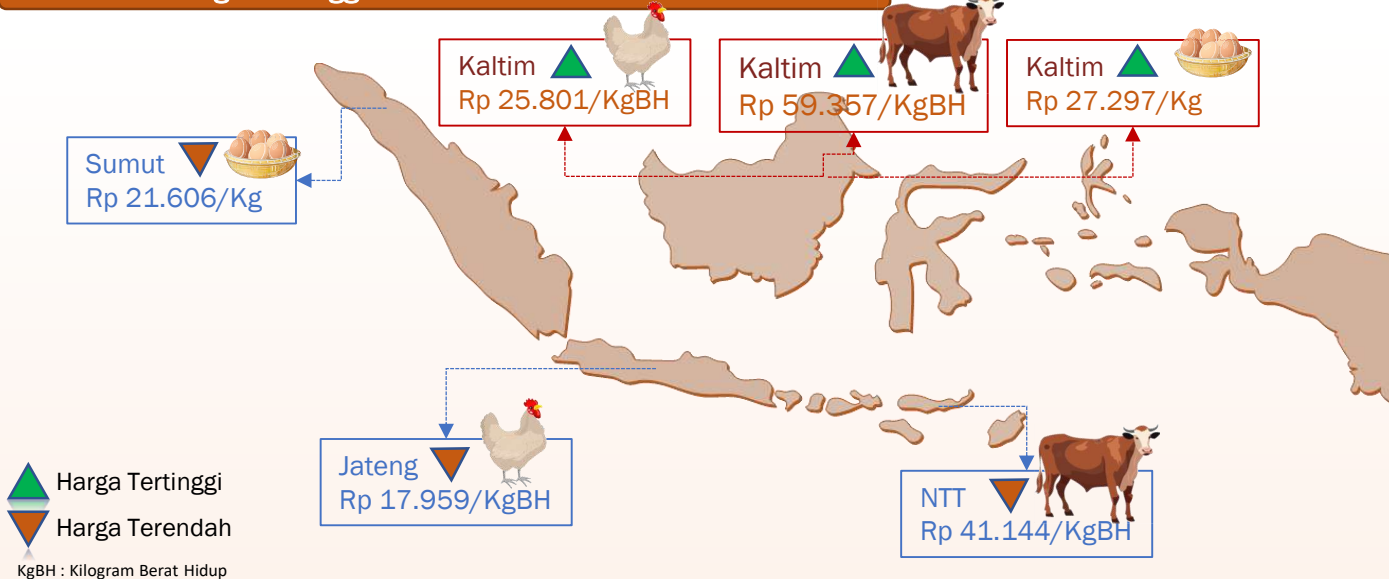 Kaltim
Rp 25.801/KgBH
Kaltim
Rp 59.357/KgBH
Kaltim
Rp 27.297/Kg
Sumut
Rp 21.606/Kg
Jateng
Rp 17.959/KgBH
NTT
Rp 41.144/KgBH
Harga Tertinggi
Harga Terendah
KgBH : Kilogram Berat Hidup